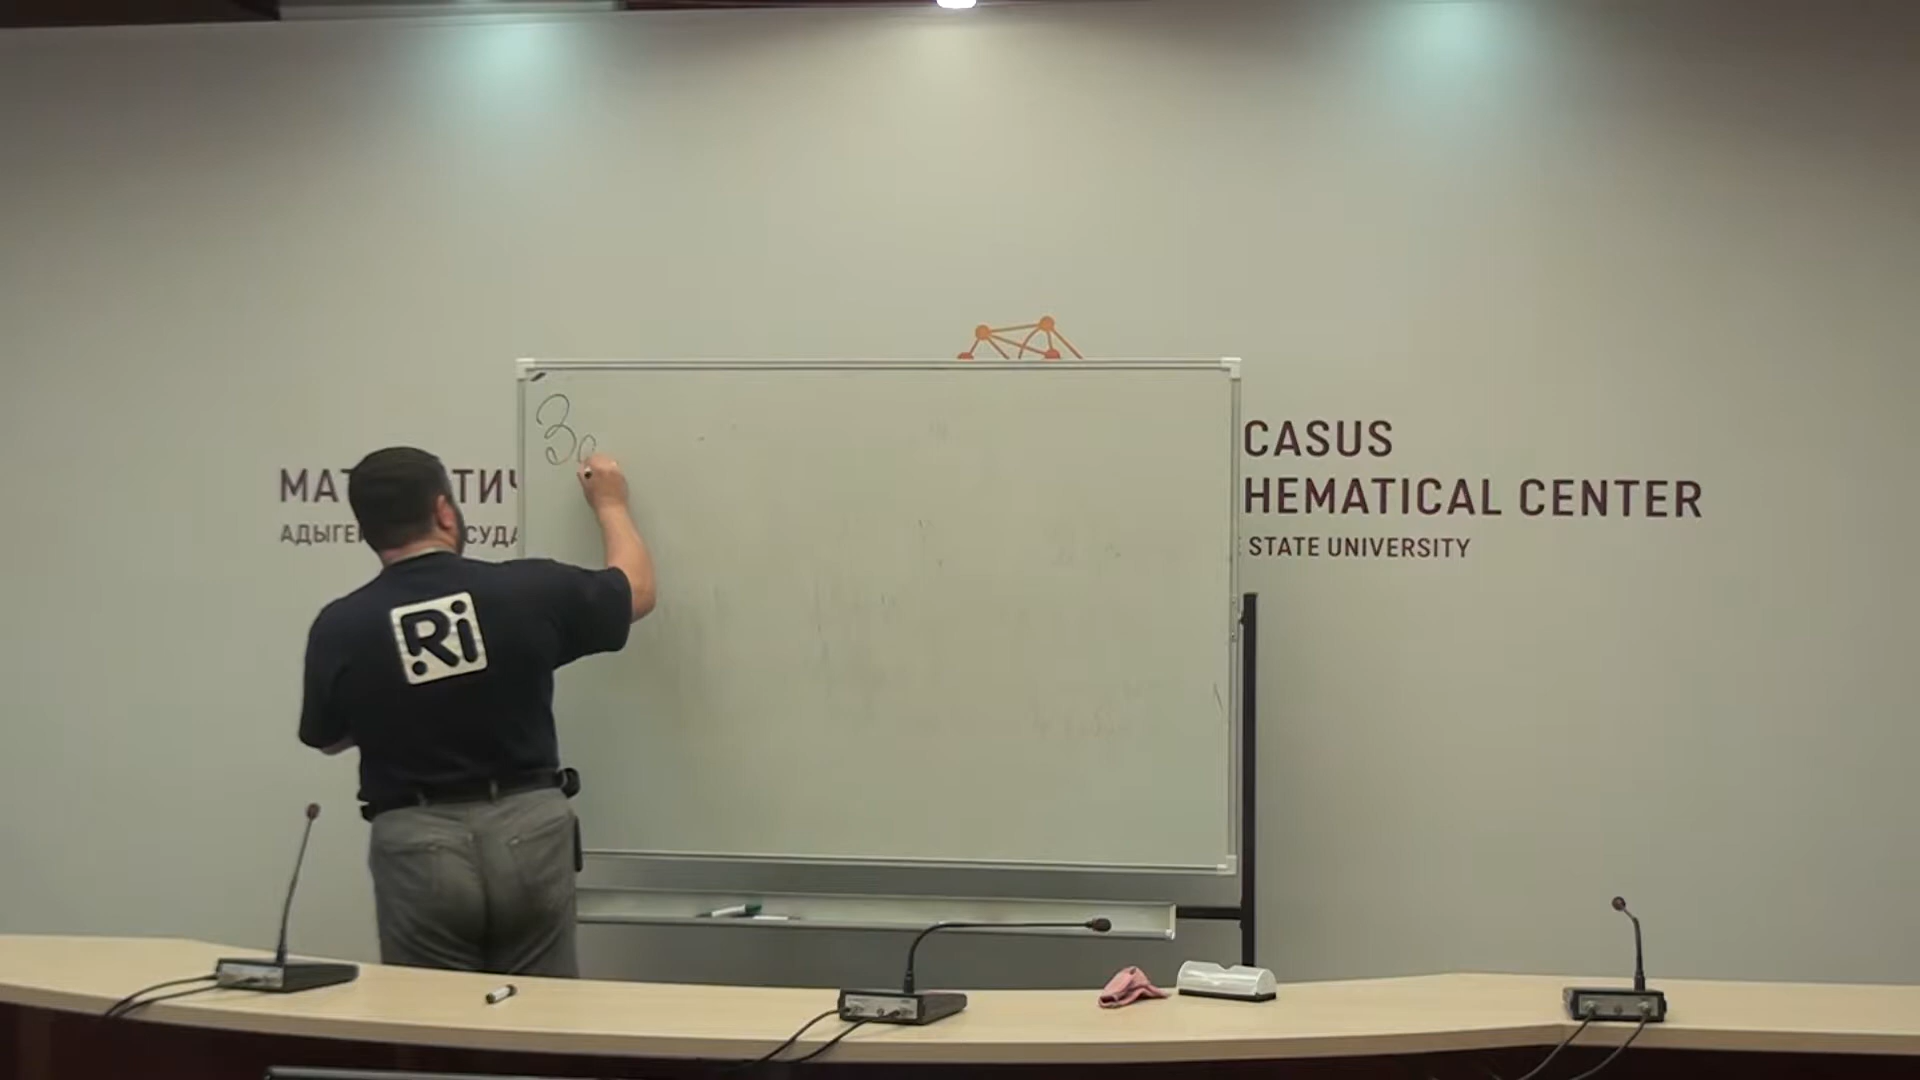 За
МАТ
ТИЧ
АДЫГЕ
СУДА
Ri
CASUS
HEMATICAL CENTER
STATE UNIVERSITY